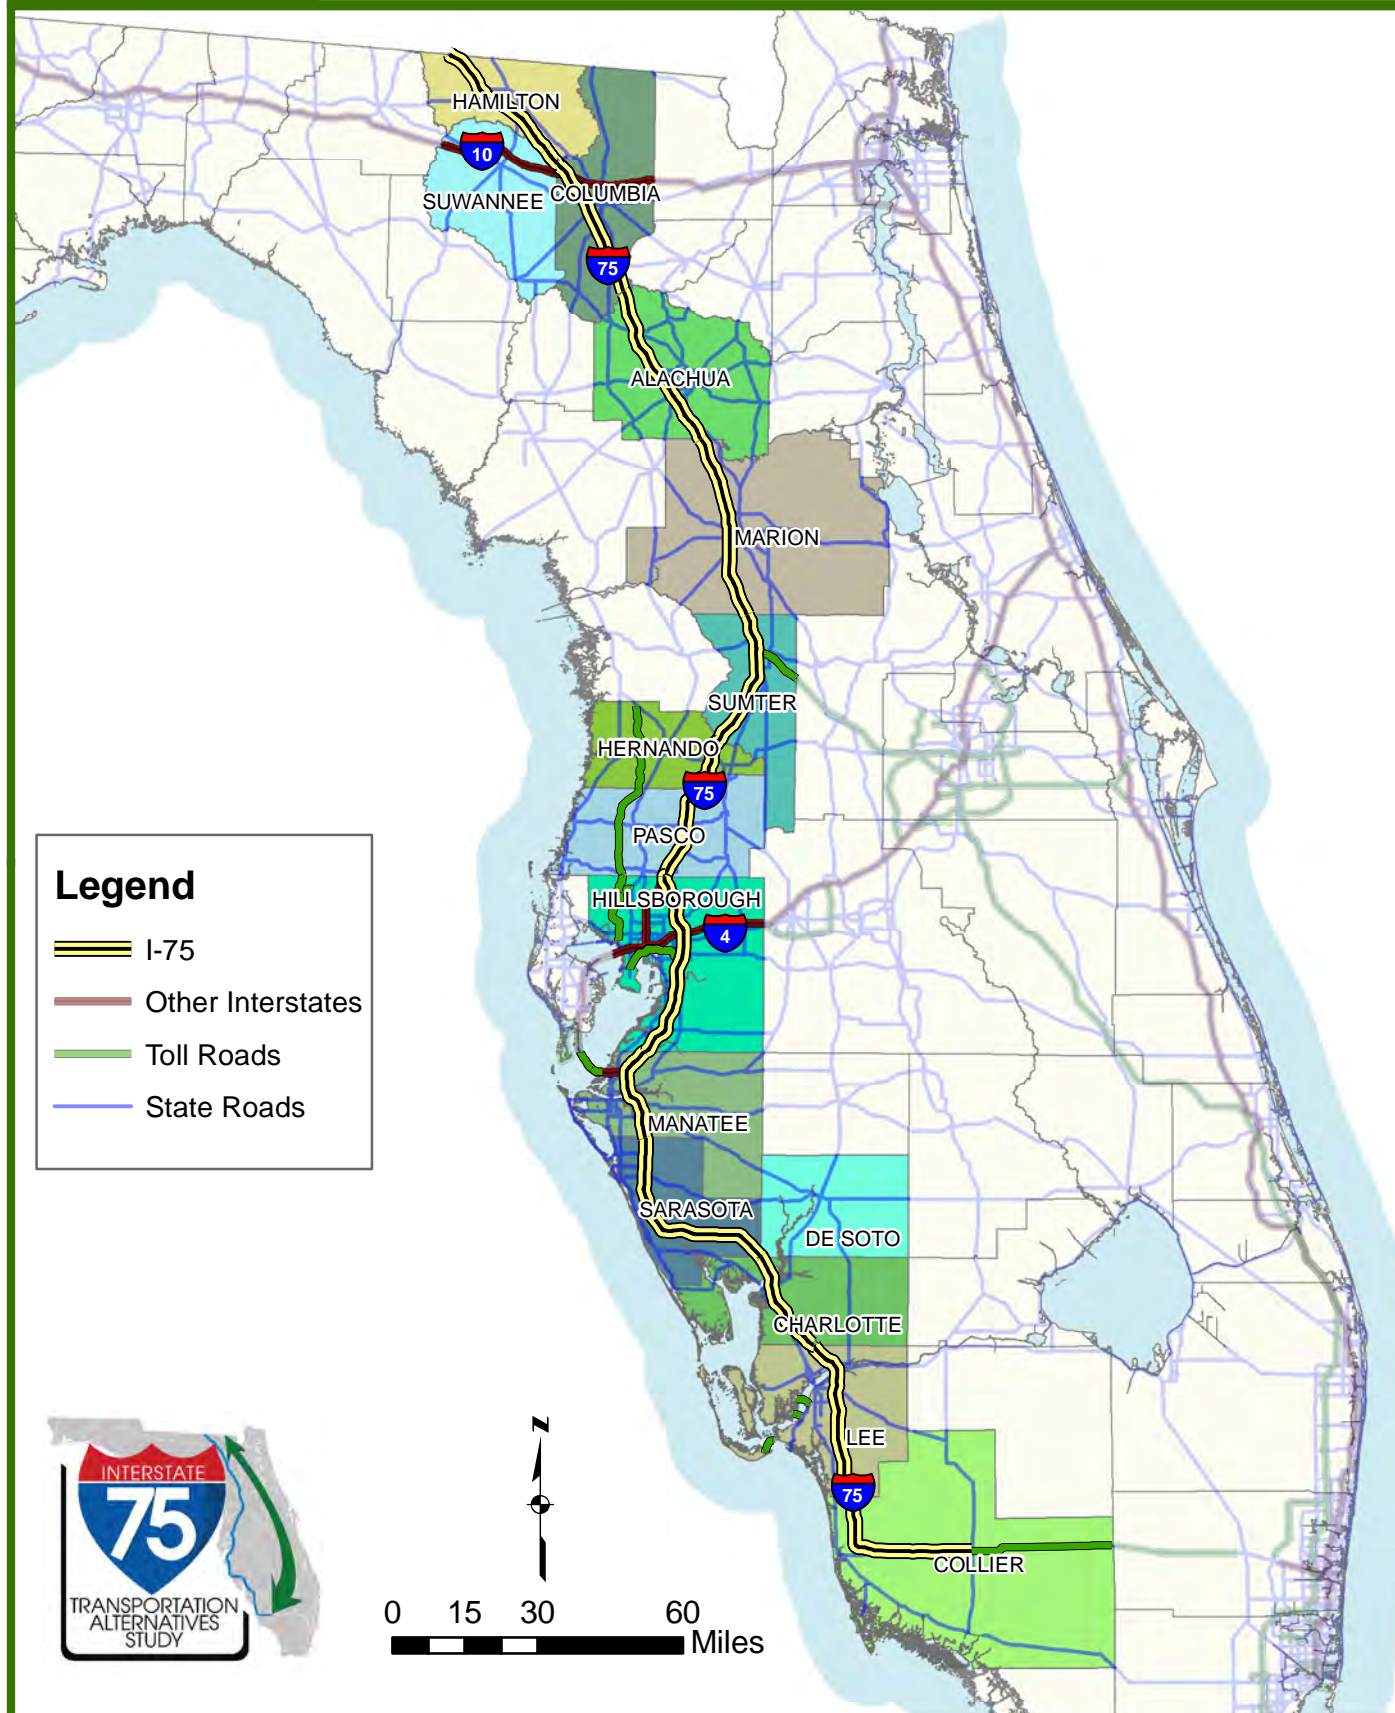 HAMILTON
10
SUWANNEE
COLUMBIA
75
ALACHUA
MARION
SUMTER
HERNANDO
75
PASCO
HILLSBOROUGH
4
MANATEE
SARASOTA
DE SOTO
CHARLOTTE
LEE
75
COLLIER
Legend
I-75
Other Interstates
Toll Roads
State Roads
INTERSTATE
75
TRANSPORTATION
ALTERNATIVES
STUDY
N
0 15 30 60
Miles